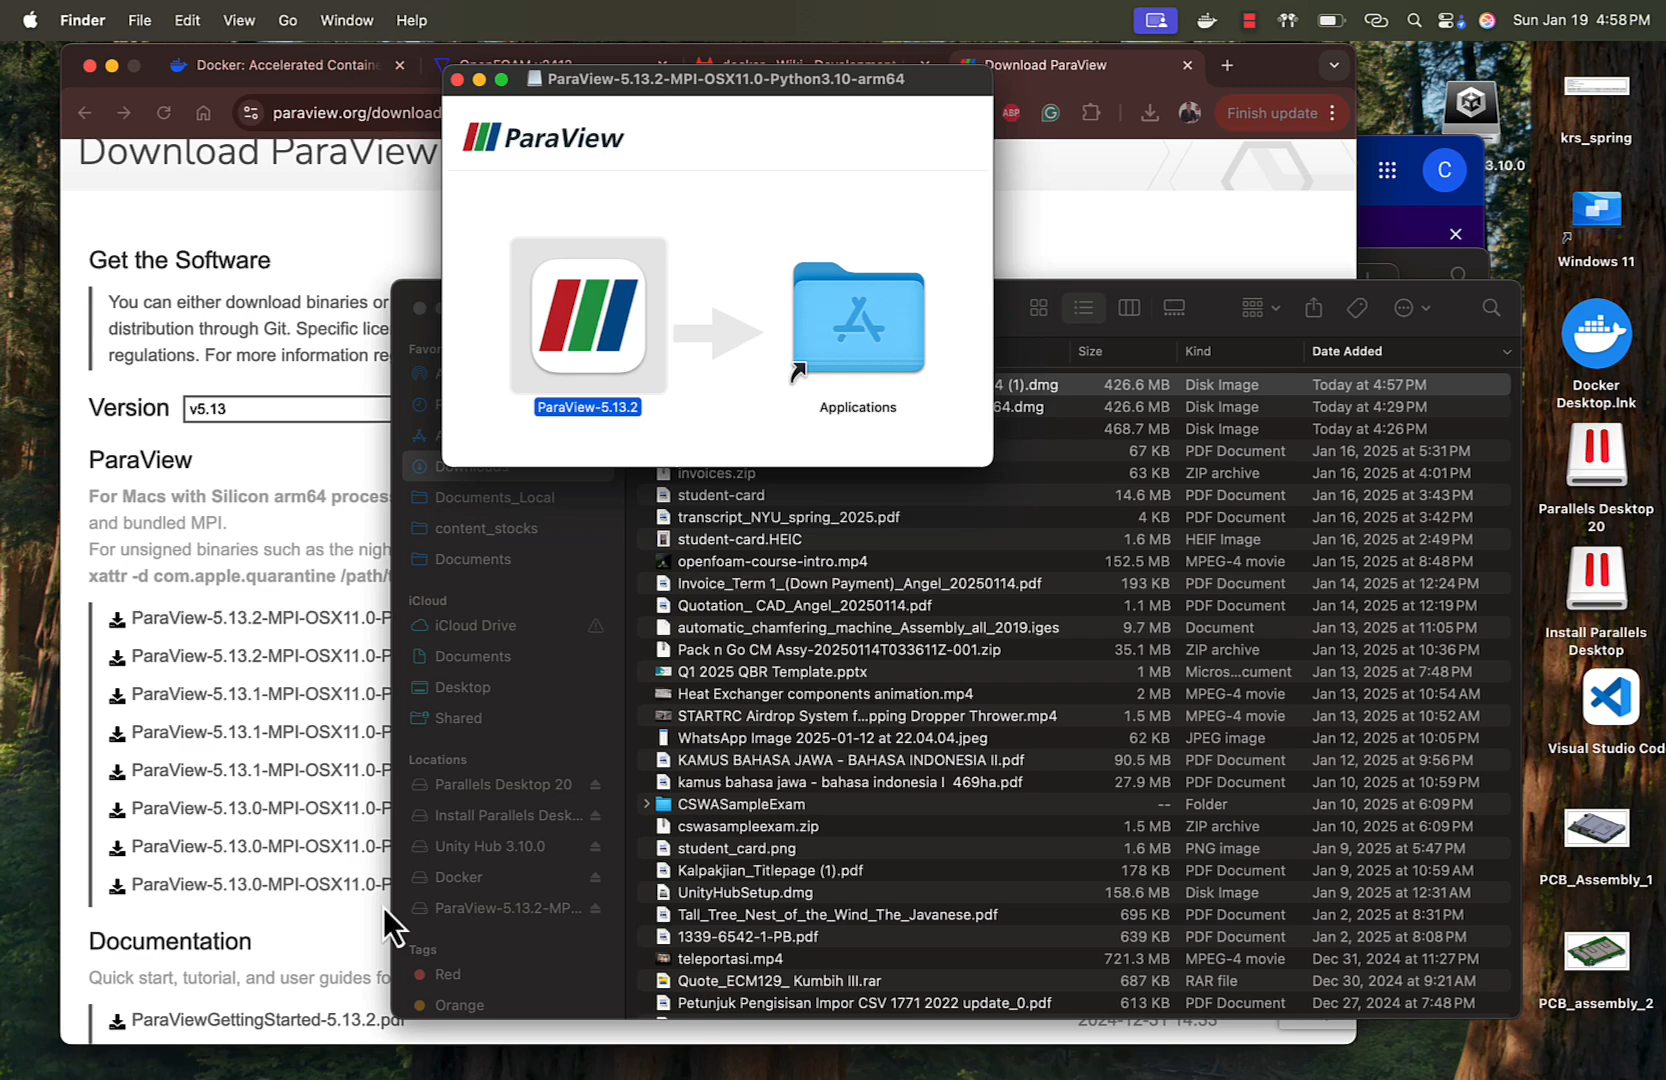 Finder File Edit View Go Window Help
Sun Jan 19 4:58 PM
Docker: Accelerated Containe
Download ParaView
paraview.org/download
ABP
Finish update
ParaView-5.13.2-MPI-OSX11.0-Python3.10-arm64
ParaView
ParaView-5.13.2
Applications
Download ParaView
Get the Software
You can either download binaries or
distribution through Git. Specific lice
regulations. For more information re
Version v5.13
ParaView
For Macs with Silicon arm64 proces
and bundled MPI.
For unsigned binaries such as the nigh
xattr -d com.apple.quarantine /path/t
ParaView-5.13.2-MPI-OSX11.0-P
ParaView-5.13.2-MPI-OSX11.0-P
ParaView-5.13.1-MPI-OSX11.0-P
ParaView-5.13.1-MPI-OSX11.0-P
ParaView-5.13.1-MPI-OSX11.0-P
ParaView-5.13.0-MPI-OSX11.0-P
ParaView-5.13.0-MPI-OSX11.0-P
ParaView-5.13.0-MPI-OSX11.0-P
Documentation
Quick start, tutorial, and user guides fo
ParaViewGettingStarted-5.13.2.pdf
Favor
Downloads
Documents_Local
content_stocks
Documents
iCloud
iCloud Drive
Documents
Desktop
Shared
Locations
Parallels Desktop 20
Install Parallels Desk...
Unity Hub 3.10.0
Docker
ParaView-5.13.2-MP...
Tags
Red
Orange
Size Kind Date Added
4 (1).dmg 426.6 MB Disk Image Today at 4:57 PM
64.dmg 426.6 MB Disk Image Today at 4:29 PM
468.7 MB Disk Image Today at 4:26 PM
67 KB PDF Document Jan 16, 2025 at 5:31 PM
invoices.zip 63 KB ZIP archive Jan 16, 2025 at 4:01 PM
student-card 14.6 MB PDF Document Jan 16, 2025 at 3:43 PM
transcript_NYU_spring_2025.pdf 4 KB PDF Document Jan 16, 2025 at 3:42 PM
student-card.HEIC 1.6 MB HEIF Image Jan 16, 2025 at 2:49 PM
openfoam-course-intro.mp4 152.5 MB MPEG-4 movie Jan 15, 2025 at 8:48 PM
Invoice_Term 1_(Down Payment)_Angel_20250114.pdf 193 KB PDF Document Jan 14, 2025 at 12:24 PM
Quotation_ CAD_Angel_20250114.pdf 1.1 MB PDF Document Jan 14, 2025 at 12:19 PM
automatic_chamfering_machine_Assembly_all_2019.iges 9.7 MB Document Jan 13, 2025 at 11:05 PM
Pack n Go CM Assy-20250114T033611Z-001.zip 35.1 MB ZIP archive Jan 13, 2025 at 10:36 PM
Q1 2025 QBR Template.pptx 1 MB Micros...cument Jan 13, 2025 at 7:48 PM
Heat Exchanger components animation.mp4 2 MB MPEG-4 movie Jan 13, 2025 at 10:54 AM
STARTRC Airdrop System f...pping Dropper Thrower.mp4 1.5 MB MPEG-4 movie Jan 13, 2025 at 10:52 AM
WhatsApp Image 2025-01-12 at 22.04.04.jpeg 62 KB JPEG image Jan 12, 2025 at 10:05 PM
KAMUS BAHASA JAWA - BAHASA INDONESIA II.pdf 90.5 MB PDF Document Jan 12, 2025 at 9:56 PM
kamus bahasa jawa - bahasa indonesia I 469ha.pdf 27.9 MB PDF Document Jan 10, 2025 at 10:59 PM
CSWASampleExam -- Folder Jan 10, 2025 at 6:09 PM
cswasampleexam.zip 1.5 MB ZIP archive Jan 10, 2025 at 6:09 PM
student_card.png 1.6 MB PNG image Jan 9, 2025 at 5:47 PM
Kalpakjian_Titlepage (1).pdf 178 KB PDF Document Jan 9, 2025 at 10:59 AM
UnityHubSetup.dmg 158.6 MB Disk Image Jan 9, 2025 at 12:31 AM
Tall_Tree_Nest_of_the_Wind_The_Javanese.pdf 695 KB PDF Document Jan 2, 2025 at 8:31 PM
1339-6542-1-PB.pdf 639 KB PDF Document Jan 2, 2025 at 8:08 PM
teleportasi.mp4 721.3 MB MPEG-4 movie Dec 31, 2024 at 11:27 PM
Quote_ECM129_ Kumbih III.rar 687 KB RAR file Dec 30, 2024 at 9:21 AM
Petunjuk Pengisisan Impor CSV 1771 2022 update_0.pdf 613 KB PDF Document Dec 27, 2024 at 7:48 PM
C
3.10.0
krs_spring
Windows 11
Docker
Desktop.lnk
Parallels Desktop
20
Install Parallels
Desktop
Visual Studio Cod
PCB_Assembly_1
PCB_assembly_2